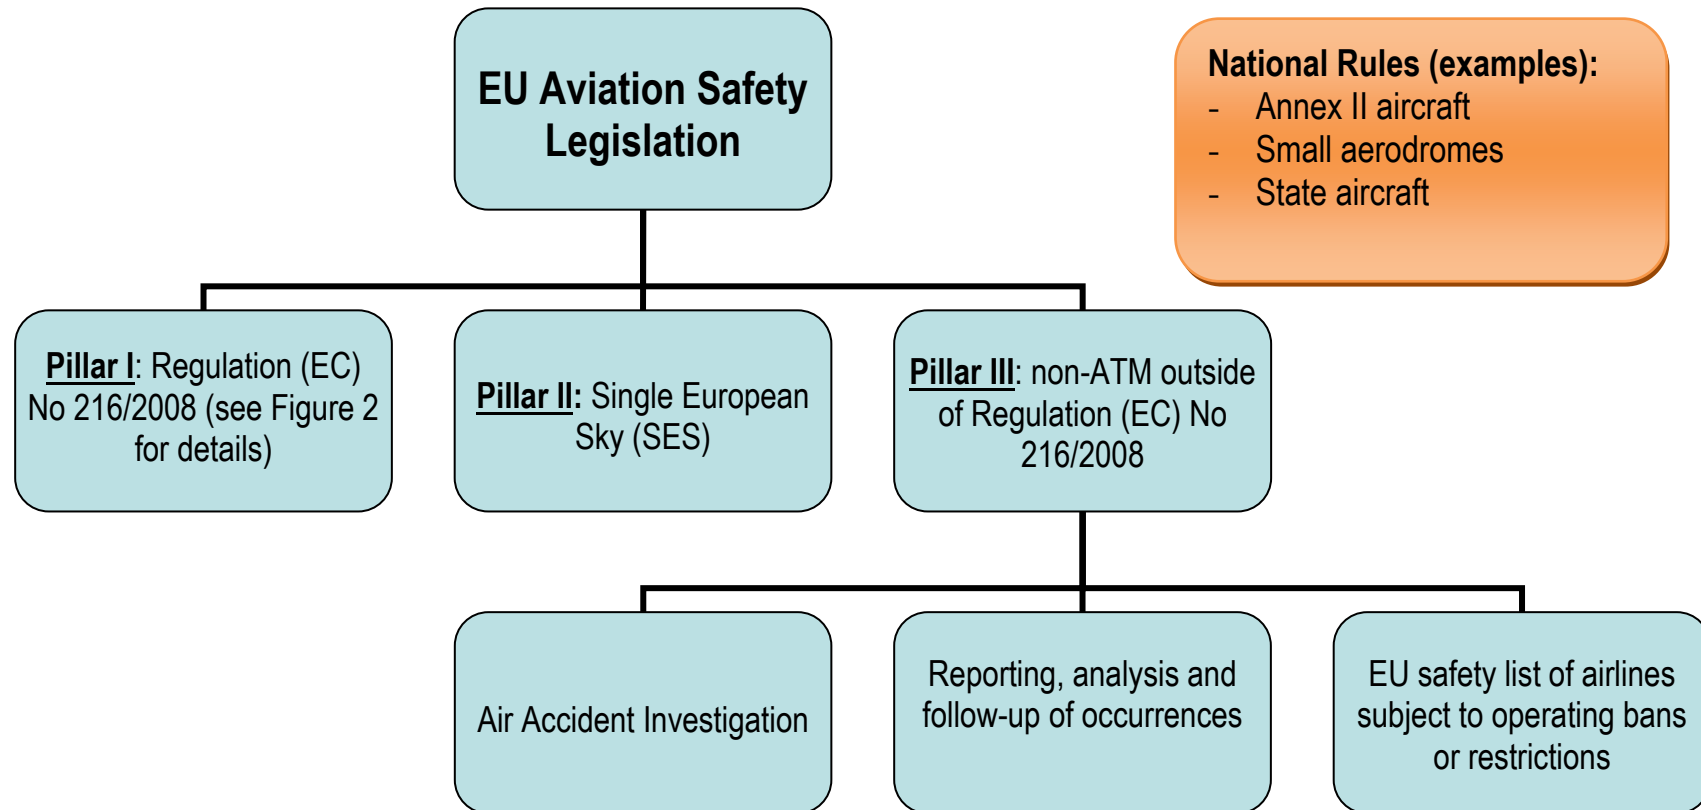 EU Aviation Safety
Legislation
National Rules (examples):
- Annex II aircraft
- Small aerodromes
- State aircraft
Pillar I: Regulation (EC)
No 216/2008 (see Figure 2
for details)
Pillar II: Single European
Sky (SES)
Pillar III: non-ATM outside
of Regulation (EC) No
216/2008
Air Accident Investigation
Reporting, analysis and
follow-up of occurrences
EU safety list of airlines
subject to operating bans
or restrictions